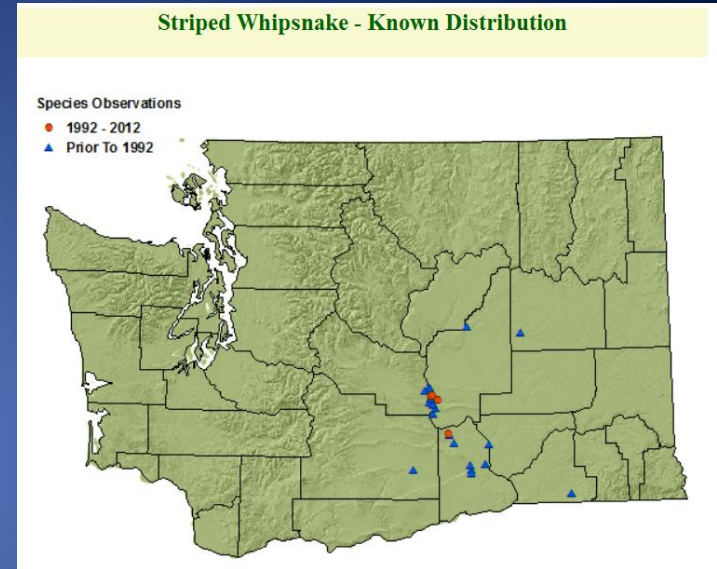 Striped Whipsnake - Known Distribution
Species Observations
1992 - 2012
Prior To 1992